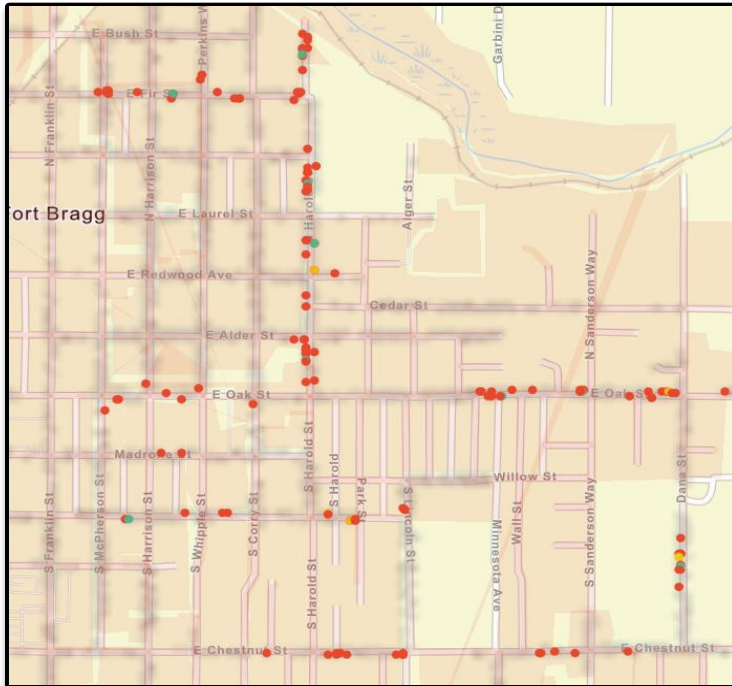 E Bush St
Perkins W
Garbini D
N Franklin St
E Fir St
N Harrison St
Harold
Alger St
E Laurel St
ort Bragg
E Redwood Ave
N Sanderson Way
Cedar St
E Alder St
E Oak St
E Oak St
Madrone St
S Harold St
S Harold
Park St
Willow St
Dana St
S Franklin St
S McPherson St
S Harrison St
S Whipple St
S Corry St
S Lincoln St
Minnesota Ave
Wall St
S Sanderson Way
S Harold St
E Chestnut St
E Chestnut St